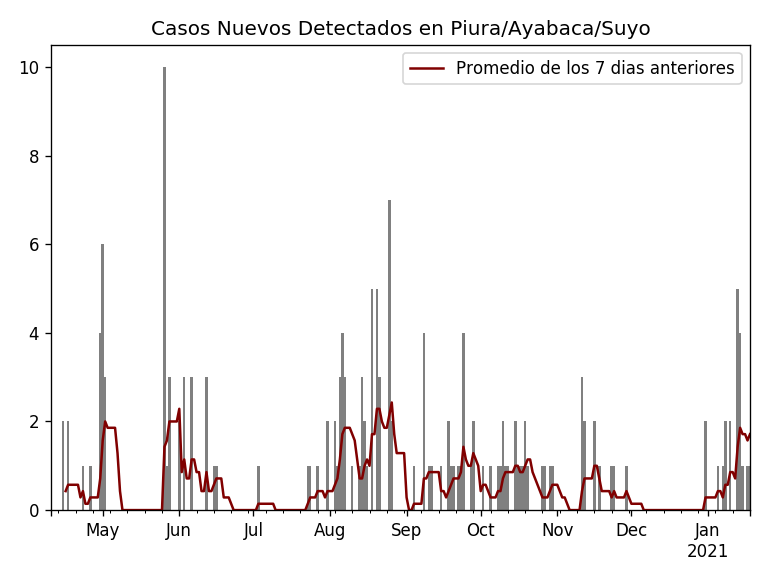 Casos Nuevos Detectados en Piura/Ayabaca/Suyo
Promedio de los 7 dias anteriores
10
8
6
4
2
0
May Jun Jul Aug Sep Oct Nov Dec Jan
2021